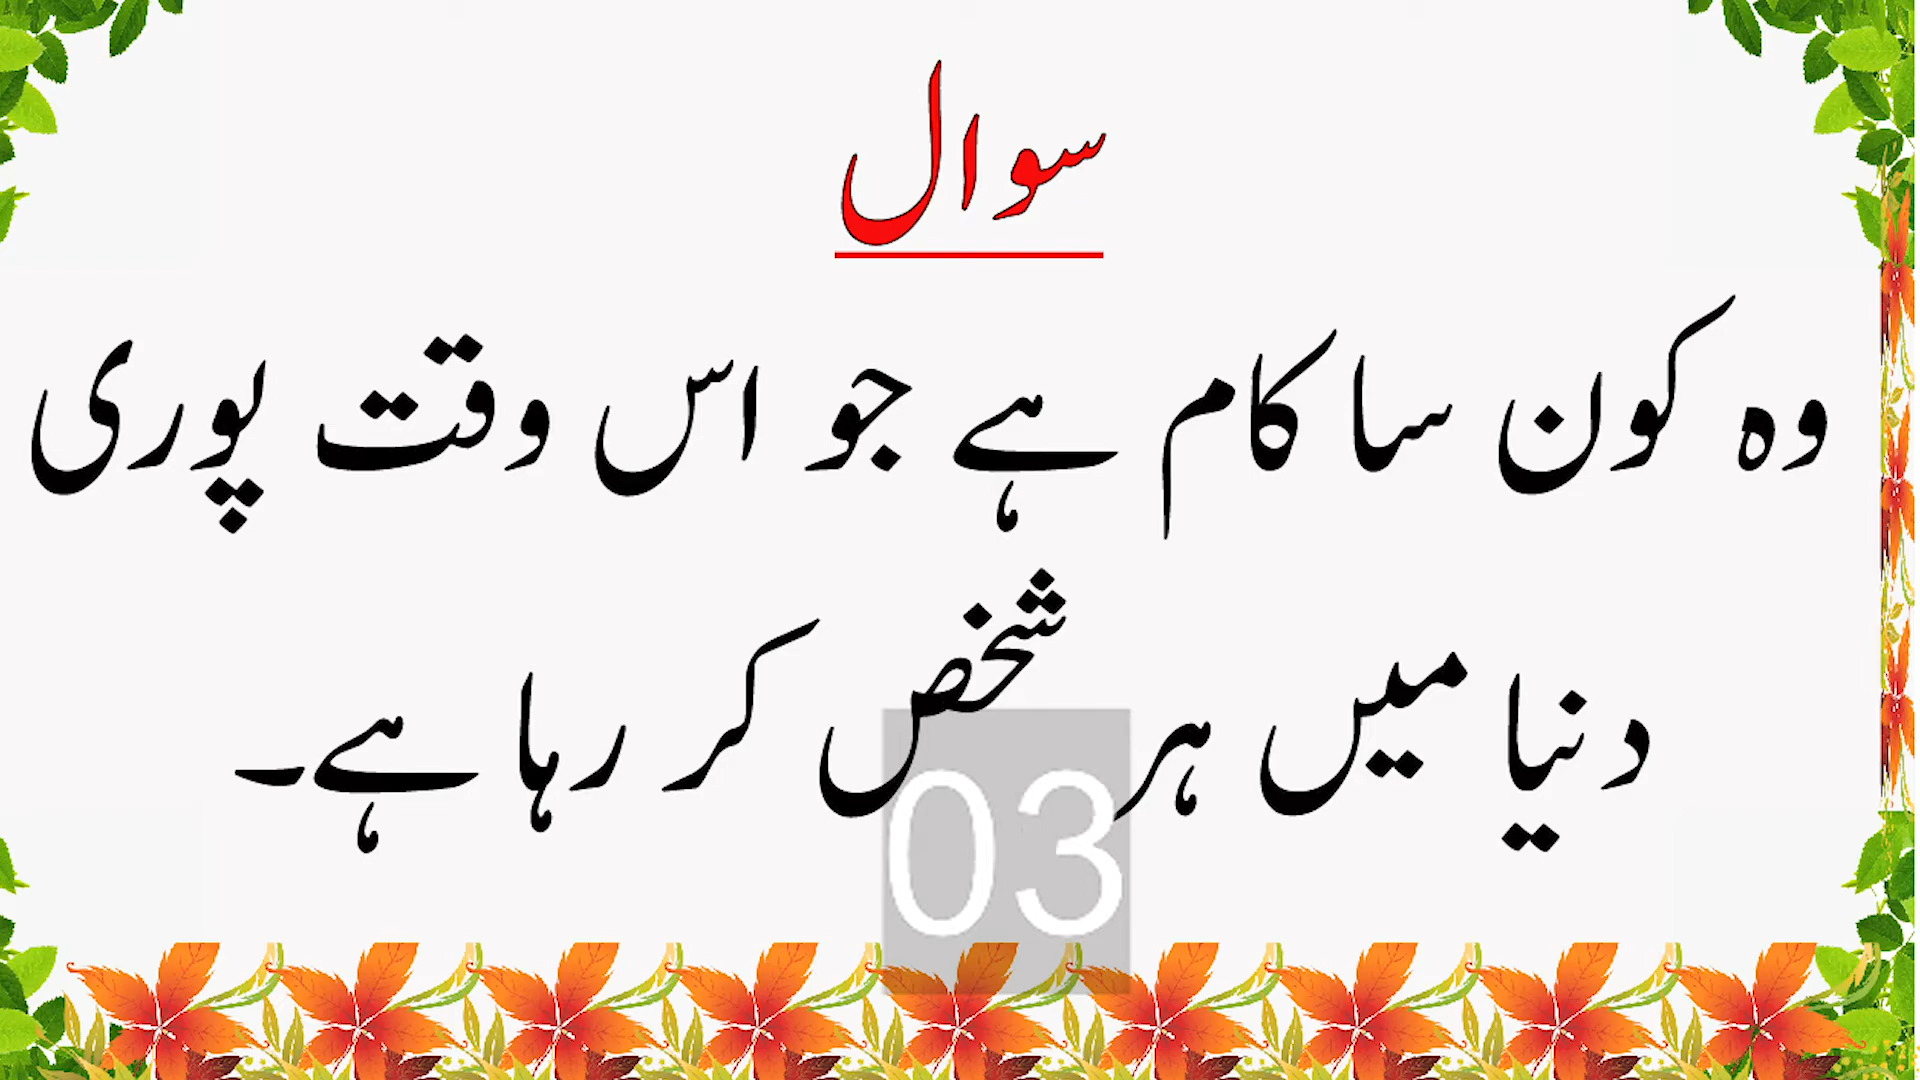 سوال
وہ کون سا کام ہے جو اس وقت پوری
دنیا میں ہر شخص کر رہا ہے۔
03